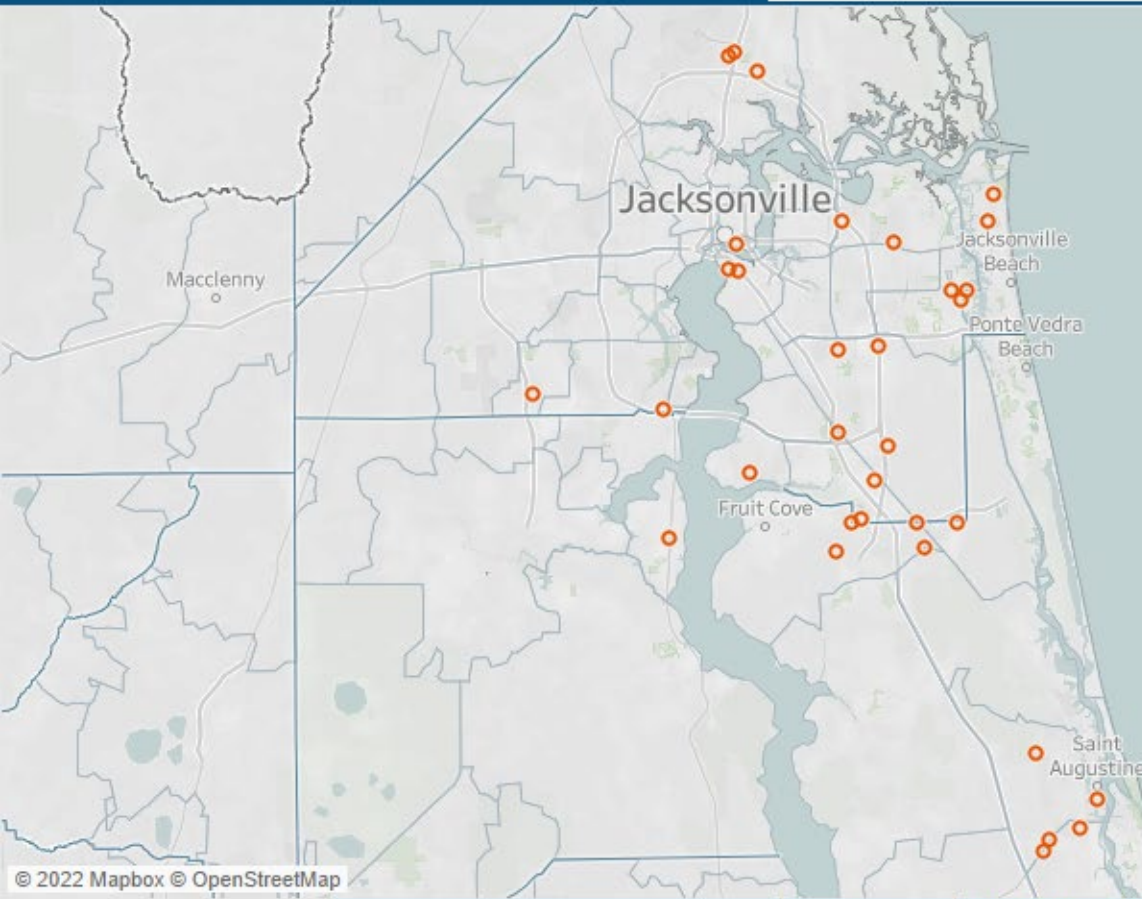 Jacksonville
Jacksonville
Beach
Macclenny
Ponte Vedra
Beach
Fruit Cove
Saint
Augustine
© 2022 Mapbox © OpenStreetMap